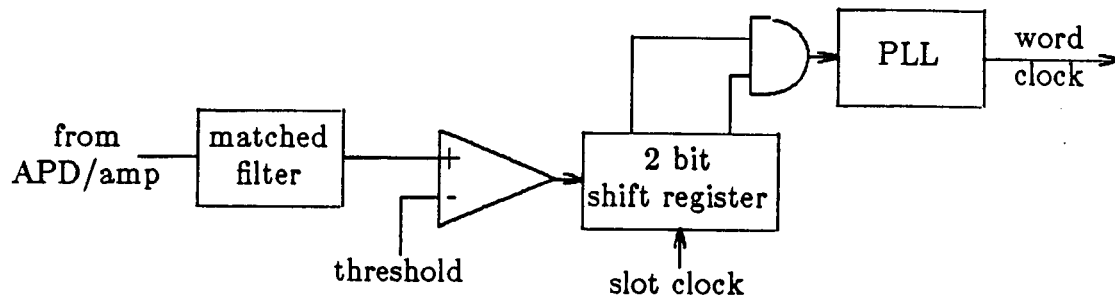 word
PLL
clock
from
APD/amp
matched
filter
+
-
2 bit
shift register
threshold
slot clock